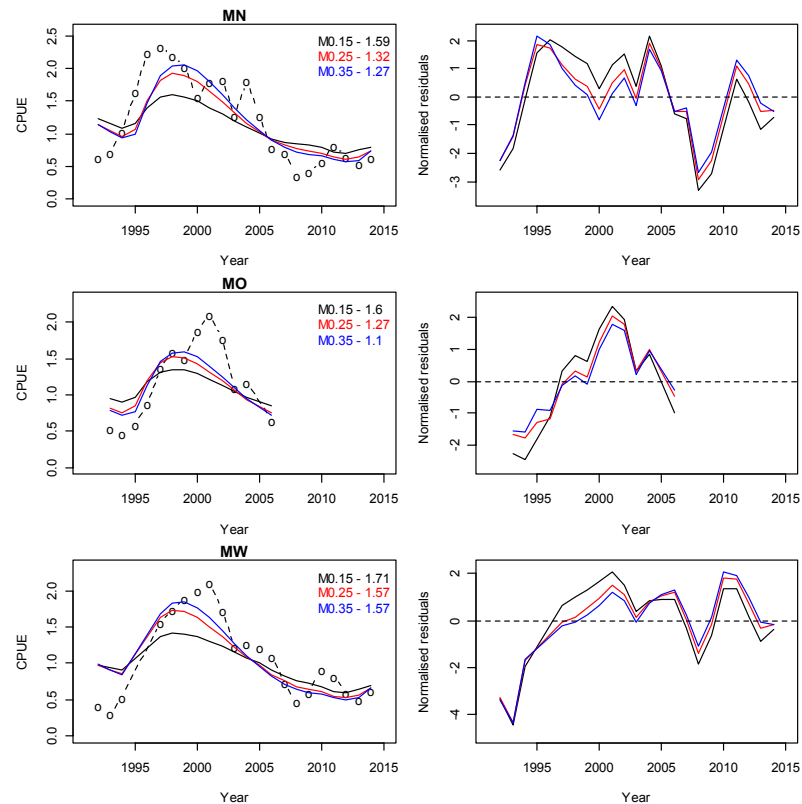 MN
CPUE
0.0 0.5 1.0 1.5 2.0 2.5
M0.15 - 1.59
M0.25 - 1.32
M0.35 - 1.27
1995 2000 2005 2010 2015
Year
Normalised residuals
-3 -2 -1 0 1 2
1995 2000 2005 2010 2015
Year
MO
CPUE
0.0 0.5 1.0 1.5 2.0
M0.15 - 1.6
M0.25 - 1.27
M0.35 - 1.1
1995 2000 2005 2010 2015
Year
Normalised residuals
-2 -1 0 1 2
1995 2000 2005 2010 2015
Year
MW
CPUE
0.0 0.5 1.0 1.5 2.0
M0.15 - 1.71
M0.25 - 1.57
M0.35 - 1.57
1995 2000 2005 2010 2015
Year
Normalised residuals
-4 -2 0 2
1995 2000 2005 2010 2015
Year